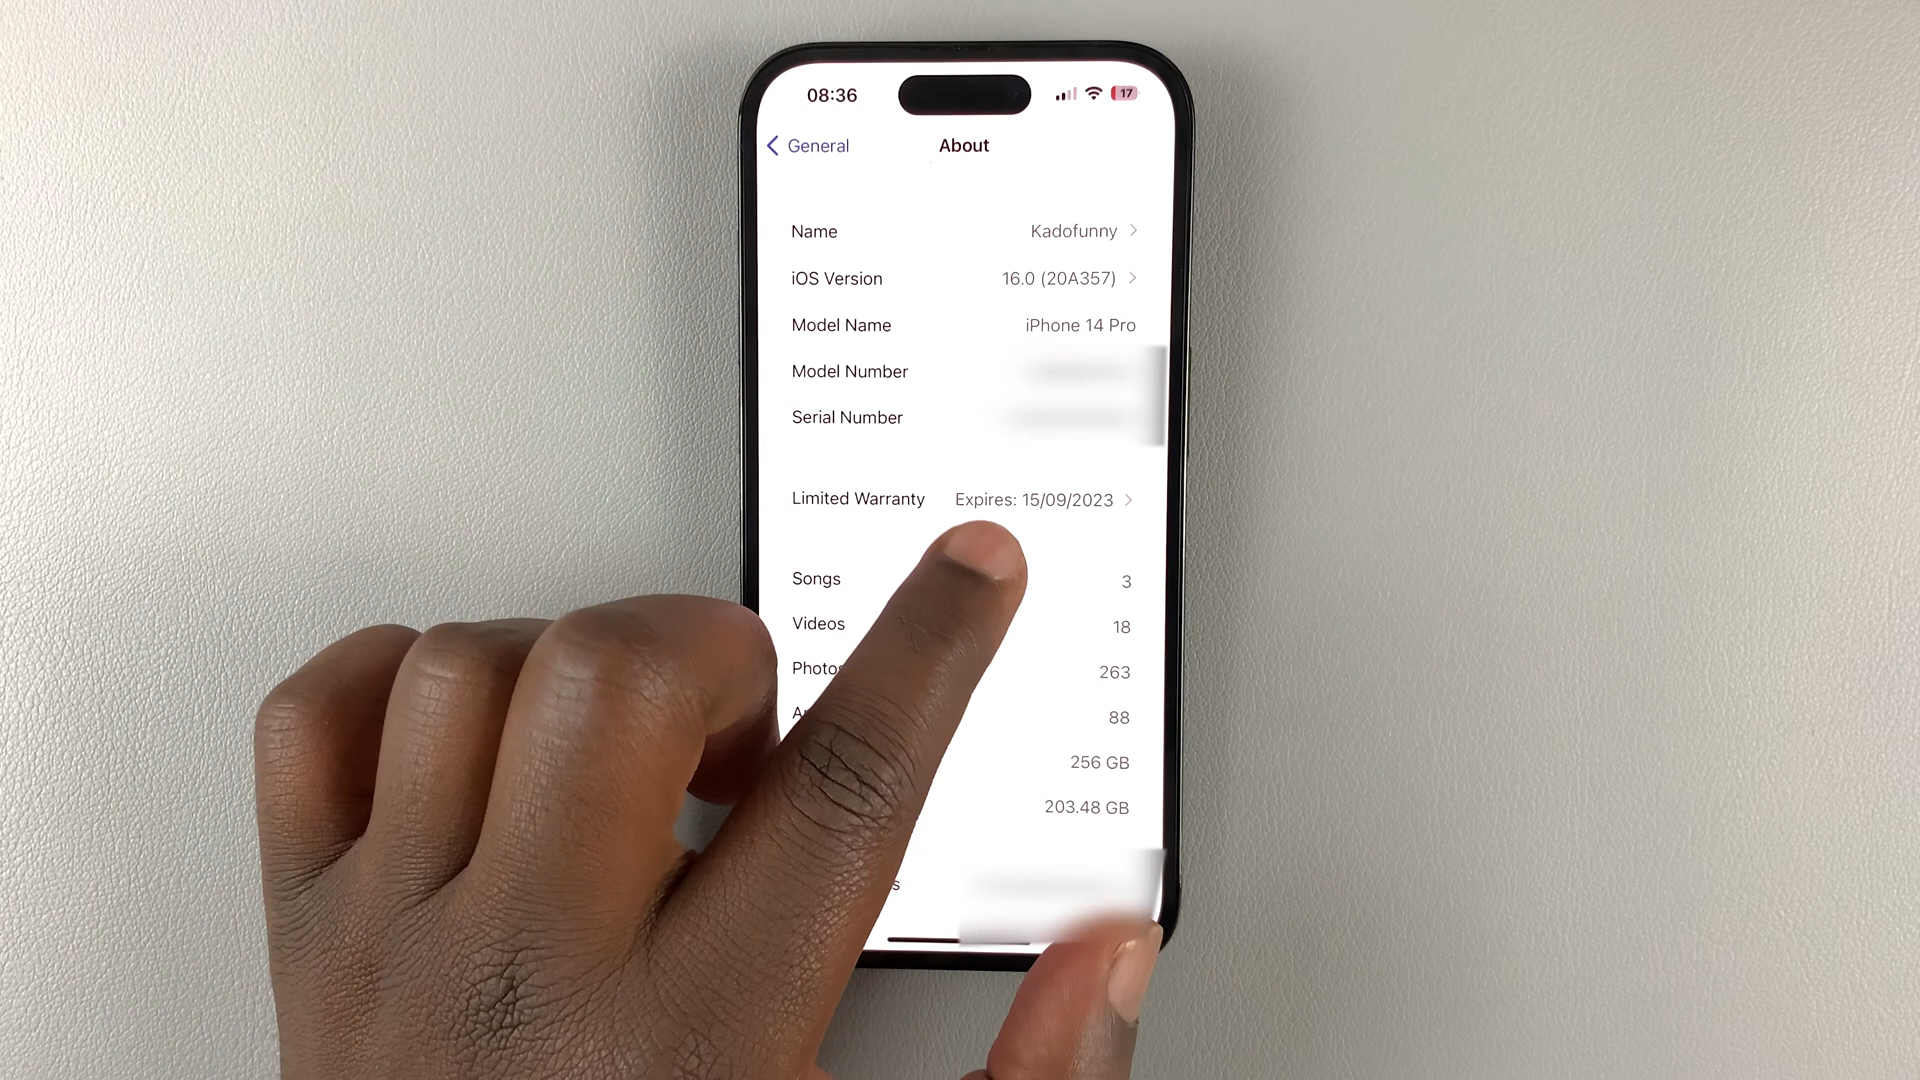 08:36 17
General About
Name Kadofunny
iOS Version 16.0 (20A357)
Model Name iPhone 14 Pro
Model Number
Serial Number
Limited Warranty Expires: 15/09/2023
Songs 3
Videos 18
263
88
256 GB
203.48 GB